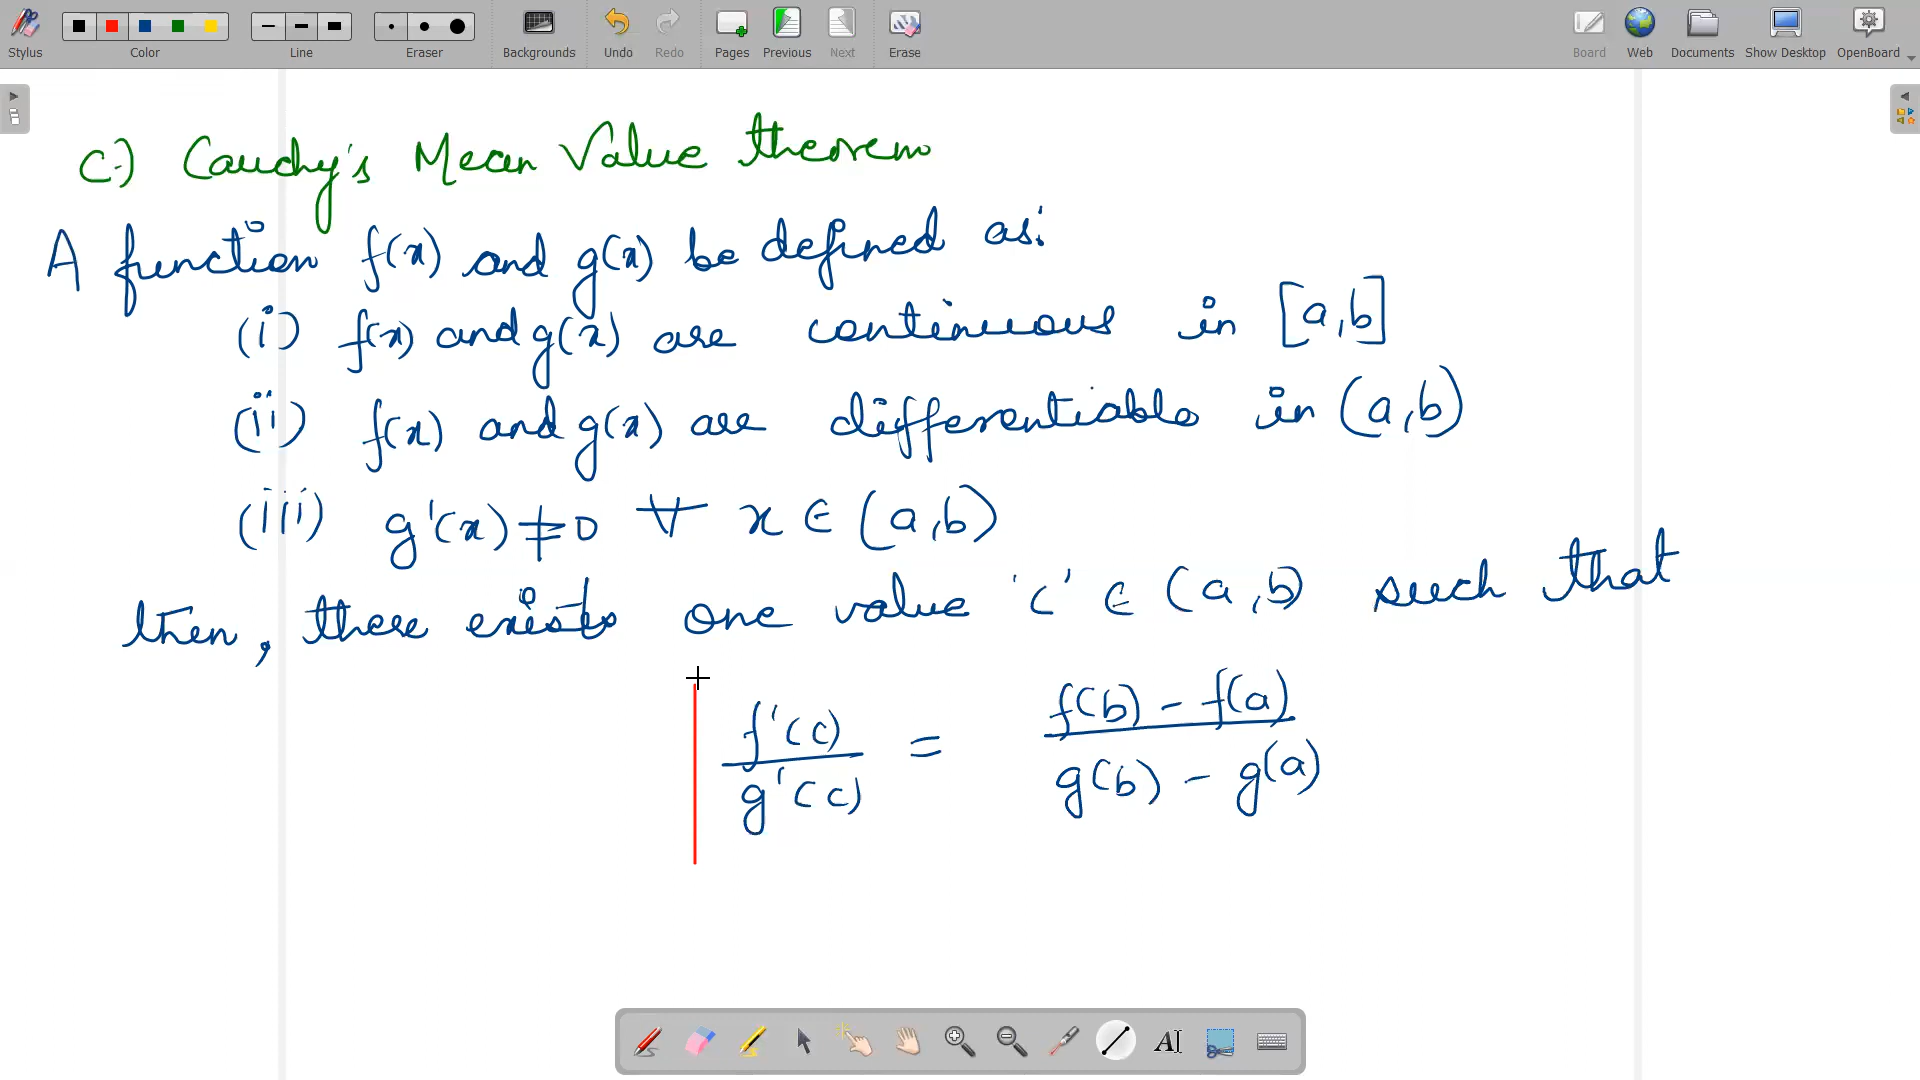 Stylus Color Line Eraser Backgrounds Undo Redo Pages Previous Next Erase Board Web Documents Show Desktop OpenBoard
C.) Cauchy's Mean Value theorem
A function f(x) and g(x) be defined as:
(i) f(x) and g(x) are continuous in [a,b]
(ii) f(x) and g(x) are differentiable in (a,b)
(iii) g'(x) ≠ 0 ∀ x ∈ (a,b)
then, there exists one value 'c' ∈ (a,b) such that
f'(c) / g'(c) = f(b) - f(a) / g(b) - g(a)